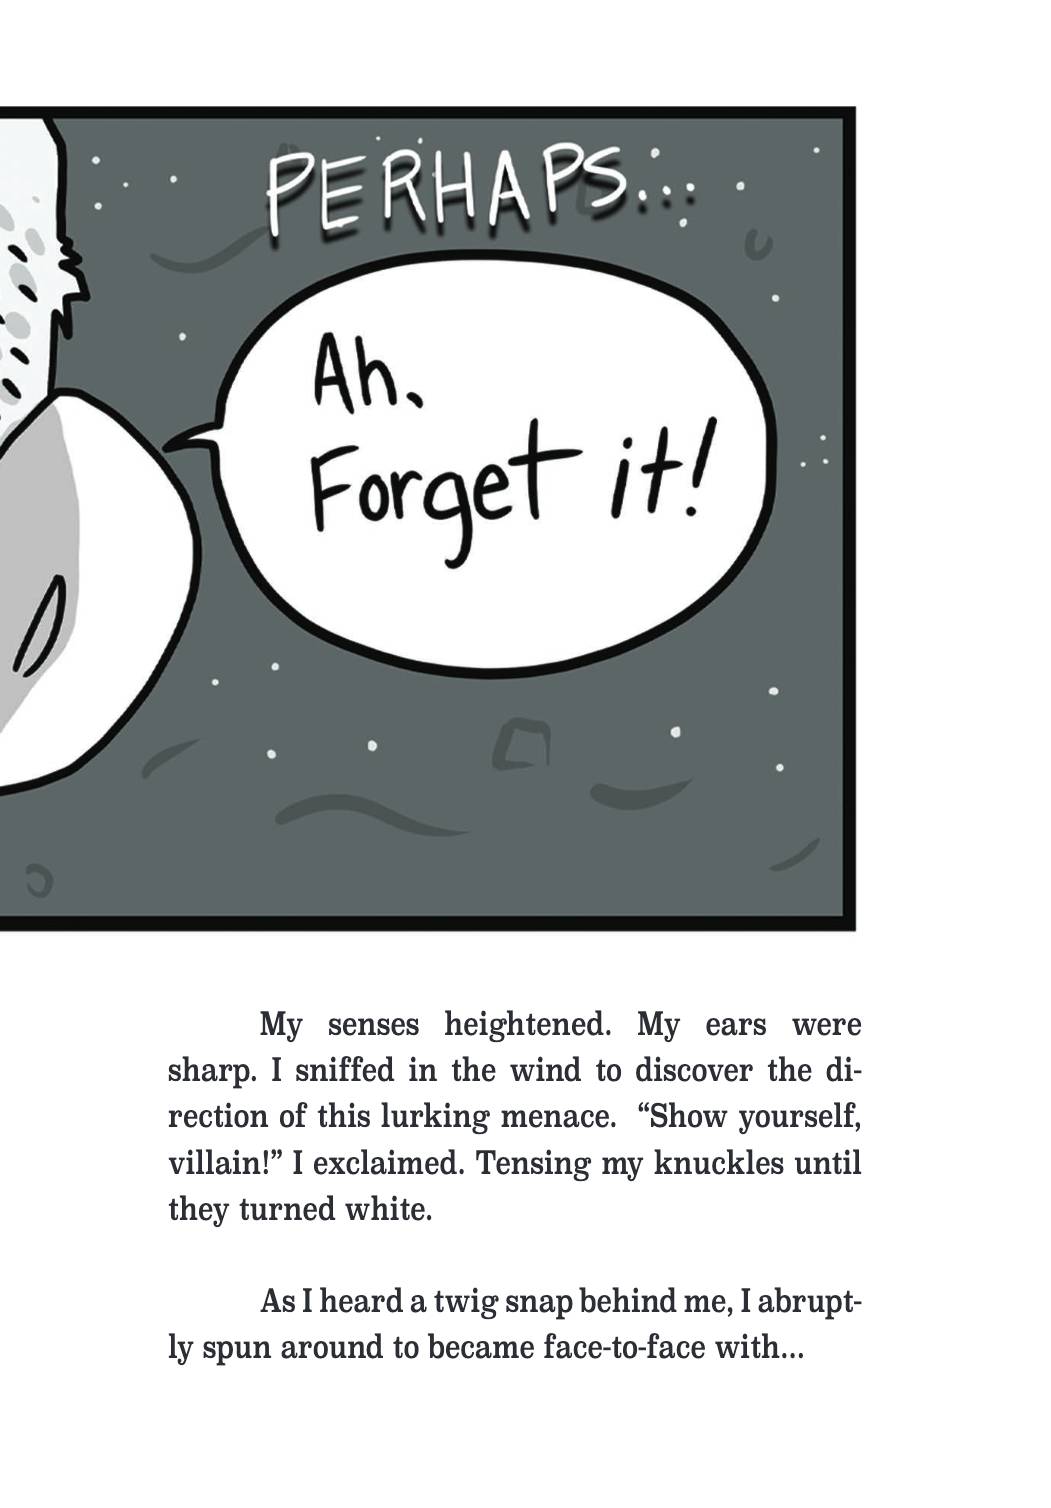 PERHAPS...
Ah.
Forget it!
My senses heightened. My ears were
sharp. I sniffed in the wind to discover the di-
rection of this lurking menace.  “Show yourself,
villain!” I exclaimed. Tensing my knuckles until
they turned white.
As I heard a twig snap behind me, I abrupt-
ly spun around to became face-to-face with...